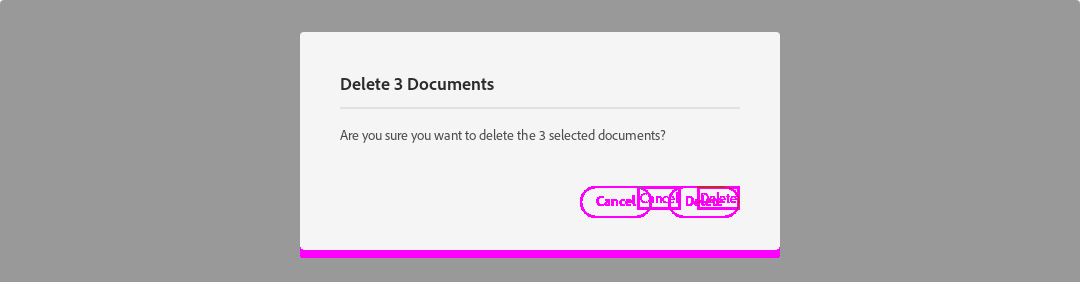 Delete 3 Documents
Are you sure you want to delete the 3 selected documents?
Cancel Cancel Delete Delete